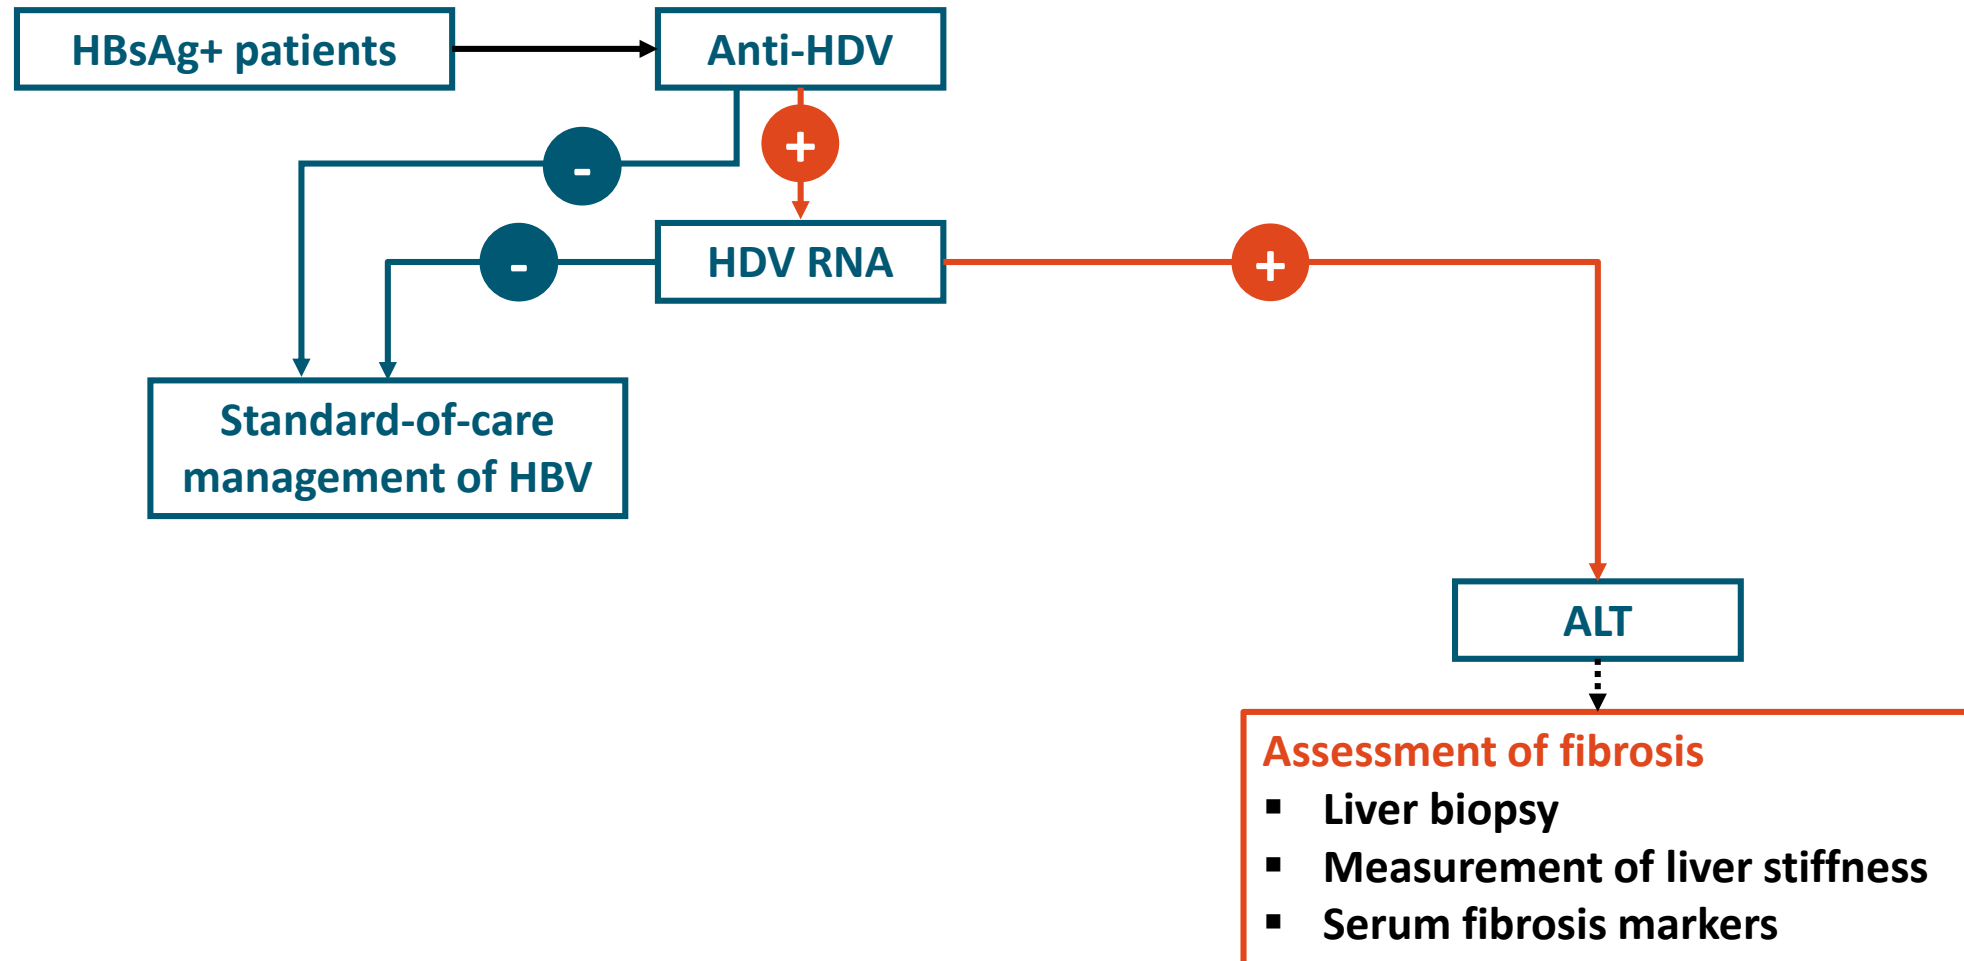 HBsAg+ patients
Anti-HDV
-
+
HDV RNA
-
+
Standard-of-care
management of HBV
ALT
Assessment of fibrosis
▪ Liver biopsy
▪ Measurement of liver stiffness
▪ Serum fibrosis markers